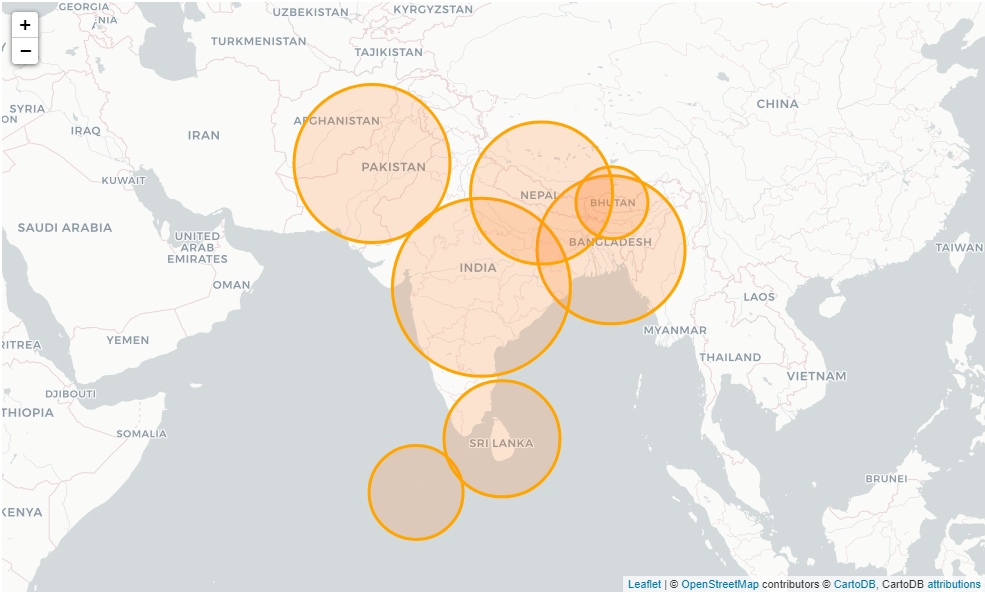 +
−
GEORGIA
UZBEKISTAN
KYRGYZSTAN
TURKMENISTAN
TAJIKISTAN
SYRIA
IRAQ
IRAN
AFGHANISTAN
PAKISTAN
CHINA
KUWAIT
NEPAL
BHUTAN
SAUDI ARABIA
UNITED
ARAB
EMIRATES
BANGLADESH
TAIWAN
INDIA
OMAN
LAOS
MYANMAR
YEMEN
RITREA
THAILAND
VIETNAM
DJIBOUTI
THIOPIA
SOMALIA
SRI LANKA
BRUNEI
KENYA
Leaflet | © OpenStreetMap contributors © CartoDB, CartoDB attributions